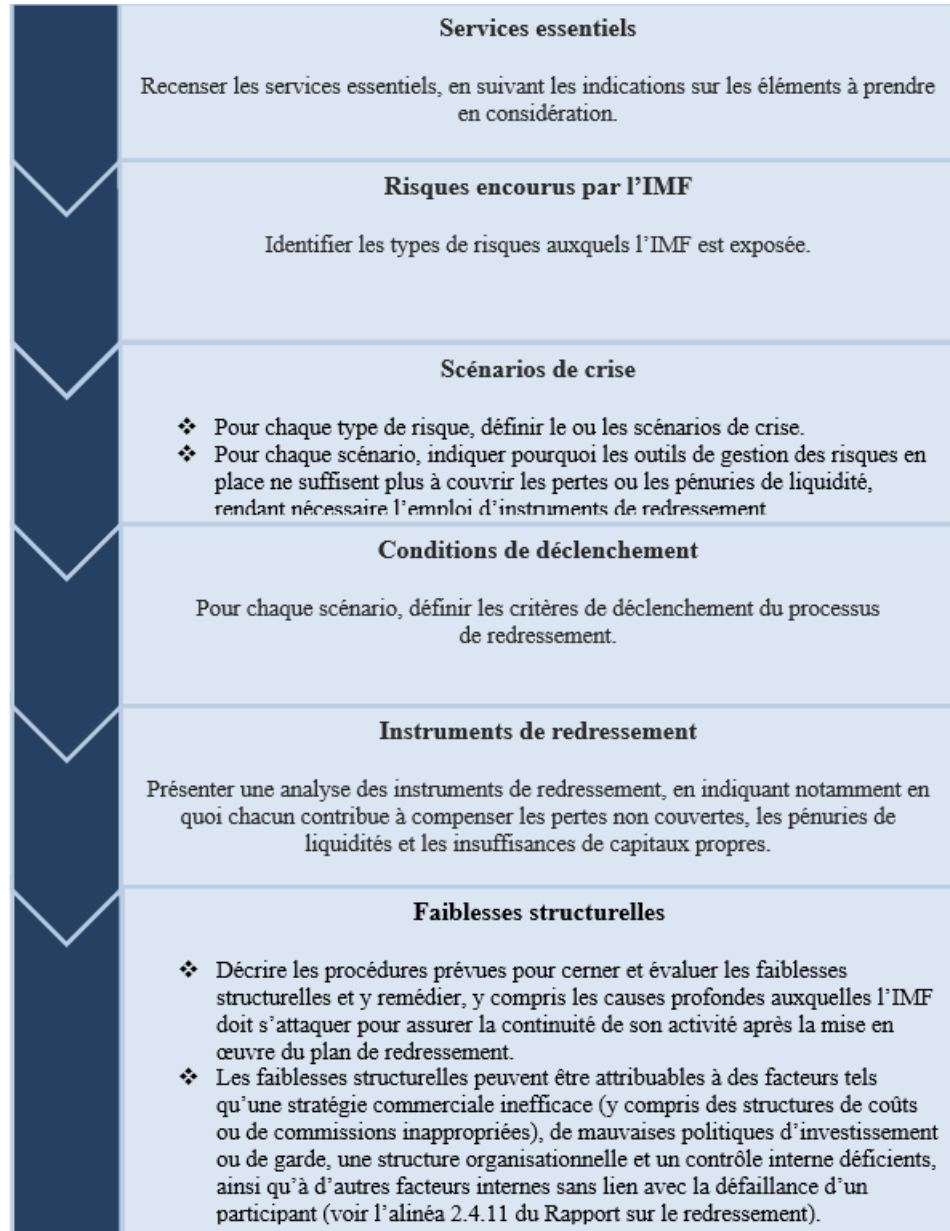 Services essentiels
Recenser les services essentiels, en suivant les indications sur les éléments à prendre
en considération.
Risques encourus par l’IMF
Identifier les types de risques auxquels l’IMF est exposée.
Scénarios de crise
❖ Pour chaque type de risque, définir le ou les scénarios de crise.
❖ Pour chaque scénario, indiquer pourquoi les outils de gestion des risques en
place ne suffisent plus à couvrir les pertes ou les pénuries de liquidité,
rendant nécessaire l’emploi d’instruments de redressement
Conditions de déclenchement
Pour chaque scénario, définir les critères de déclenchement du processus
de redressement.
Instruments de redressement
Présenter une analyse des instruments de redressement, en indiquant notamment en
quoi chacun contribue à compenser les pertes non couvertes, les pénuries de
liquidités et les insuffisances de capitaux propres.
Faiblesses structurelles
❖ Décrire les procédures prévues pour cerner et évaluer les faiblesses
structurelles et y remédier, y compris les causes profondes auxquelles l’IMF
doit s’attaquer pour assurer la continuité de son activité après la mise en
œuvre du plan de redressement.
❖ Les faiblesses structurelles peuvent être attribuables à des facteurs tels
qu’une stratégie commerciale inefficace (y compris des structures de coûts
ou de commissions inappropriées), de mauvaises politiques d’investissement
ou de garde, une structure organisationnelle et un contrôle interne déficients,
ainsi qu’à d’autres facteurs internes sans lien avec la défaillance d’un
participant (voir l’alinéa 2.4.11 du Rapport sur le redressement).